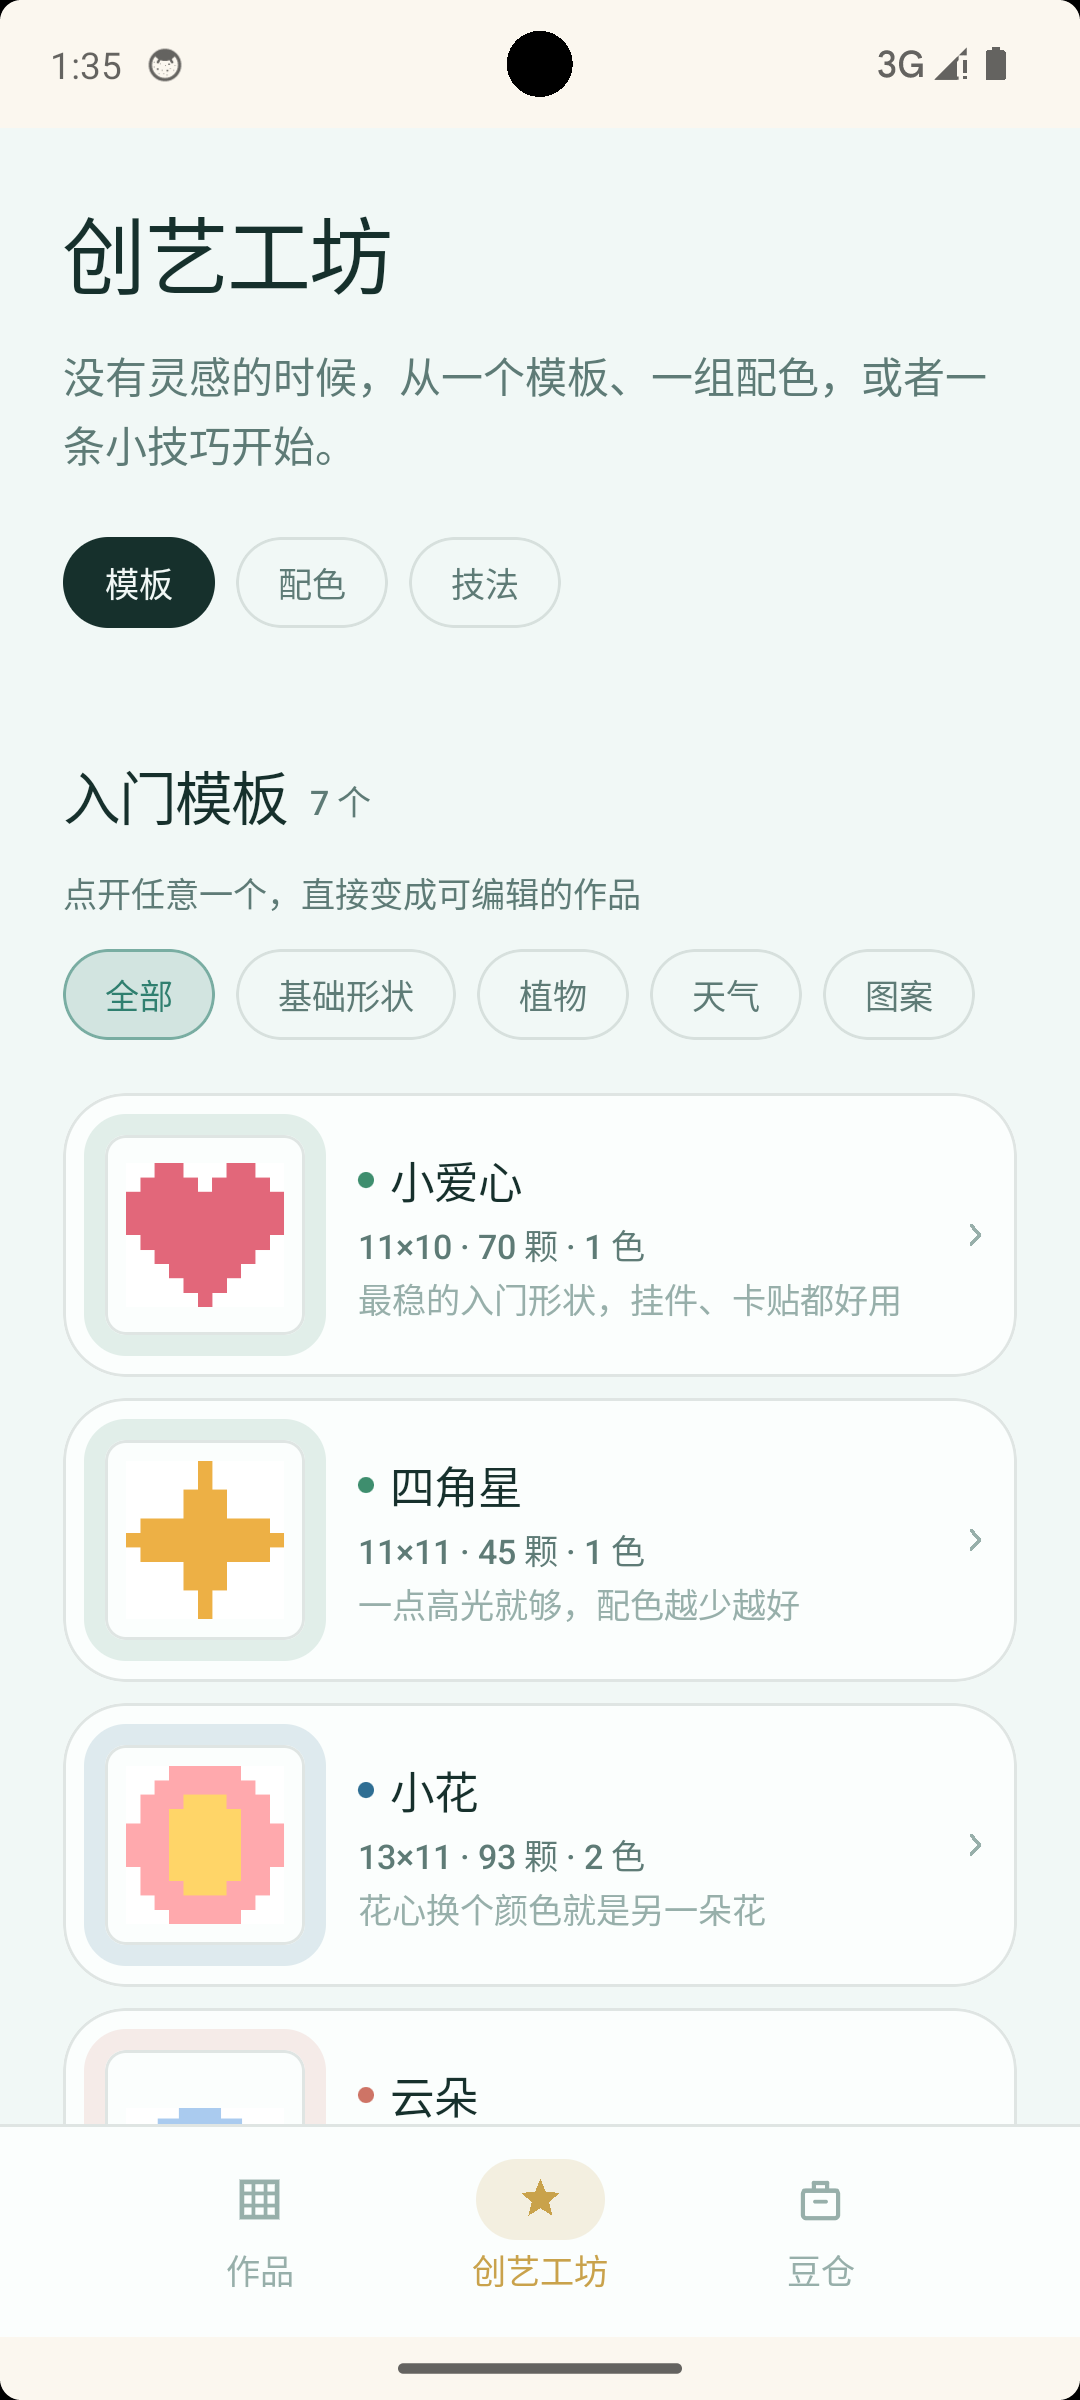 1:35
3G
创艺工坊
没有灵感的时候，从一个模板、一组配色，或者一
条小技巧开始。
模板
配色
技法
入门模板 7 个
点开任意一个，直接变成可编辑的作品
全部
基础形状
植物
天气
图案
小爱心
11×10 · 70 颗 · 1 色
最稳的入门形状，挂件、卡贴都好用
四角星
11×11 · 45 颗 · 1 色
一点高光就够，配色越少越好
小花
13×11 · 93 颗 · 2 色
花心换个颜色就是另一朵花
云朵
作品
创艺工坊
豆仓